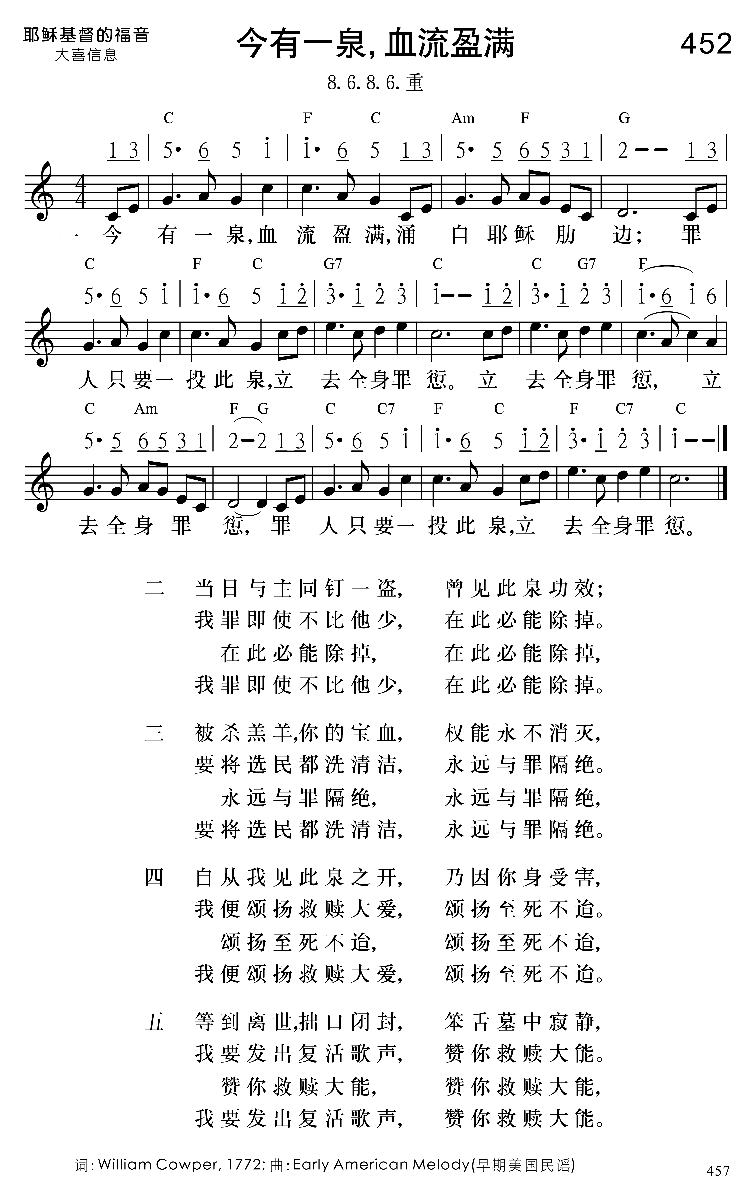 耶稣基督的福音
大喜信息
今有一泉,血流盈满
452
8. 6. 8. 6. 重
C F C Am F G
1 3 | 5· 6 5 i | i· 6 5 1 3 | 5· 5 6 5 3 1 | 2 – – 1 3 |
4/4
今 有 一 泉,血 流 盈 满,涌 自 耶 稣 肋 边; 罪
C F C G7 C C G7 F
5· 6 5 i | i· 6 5 i 2̇ | 3̇· i 2̇ 3̇ | i – – i 2̇ | 3̇· i 2̇ 3̇ | i· 6 i 6 |
人 只 要 一 投 此 泉,立 去 全 身 罪 愆。 立 去 全 身 罪 愆, 立
C Am F G C C7 F C F C7 C
5· 5 6 5 3 1 | 2 – 2 1 3 | 5· 6 5 i | i· 6 5 i 2̇ | 3̇· i 2̇ 3̇ | i – – ‖
去 全 身 罪 愆, 罪 人 只 要 一 投 此 泉,立 去 全 身 罪 愆。
二 当日与主同钉一盗, 曾见此泉功效;
我罪即使不比他少, 在此必能除掉。
在此必能除掉, 在此必能除掉,
我罪即使不比他少, 在此必能除掉。
三 被杀羔羊,你的宝血, 权能永不消灭,
要将选民都洗清洁, 永远与罪隔绝。
永远与罪隔绝, 永远与罪隔绝,
要将选民都洗清洁, 永远与罪隔绝。
四 自从我见此泉之开, 乃因你身受害,
我便颂扬救赎大爱, 颂扬至死不迨。
颂扬至死不迨, 颂扬至死不迨,
我便颂扬救赎大爱, 颂扬至死不迨。
五 等到离世,拙口闭封, 笨舌墓中寂静,
我要发出复活歌声, 赞你救赎大能。
赞你救赎大能, 赞你救赎大能,
我要发出复活歌声, 赞你救赎大能。
词: William Cowper, 1772; 曲: Early American Melody(早期美国民谣)
457